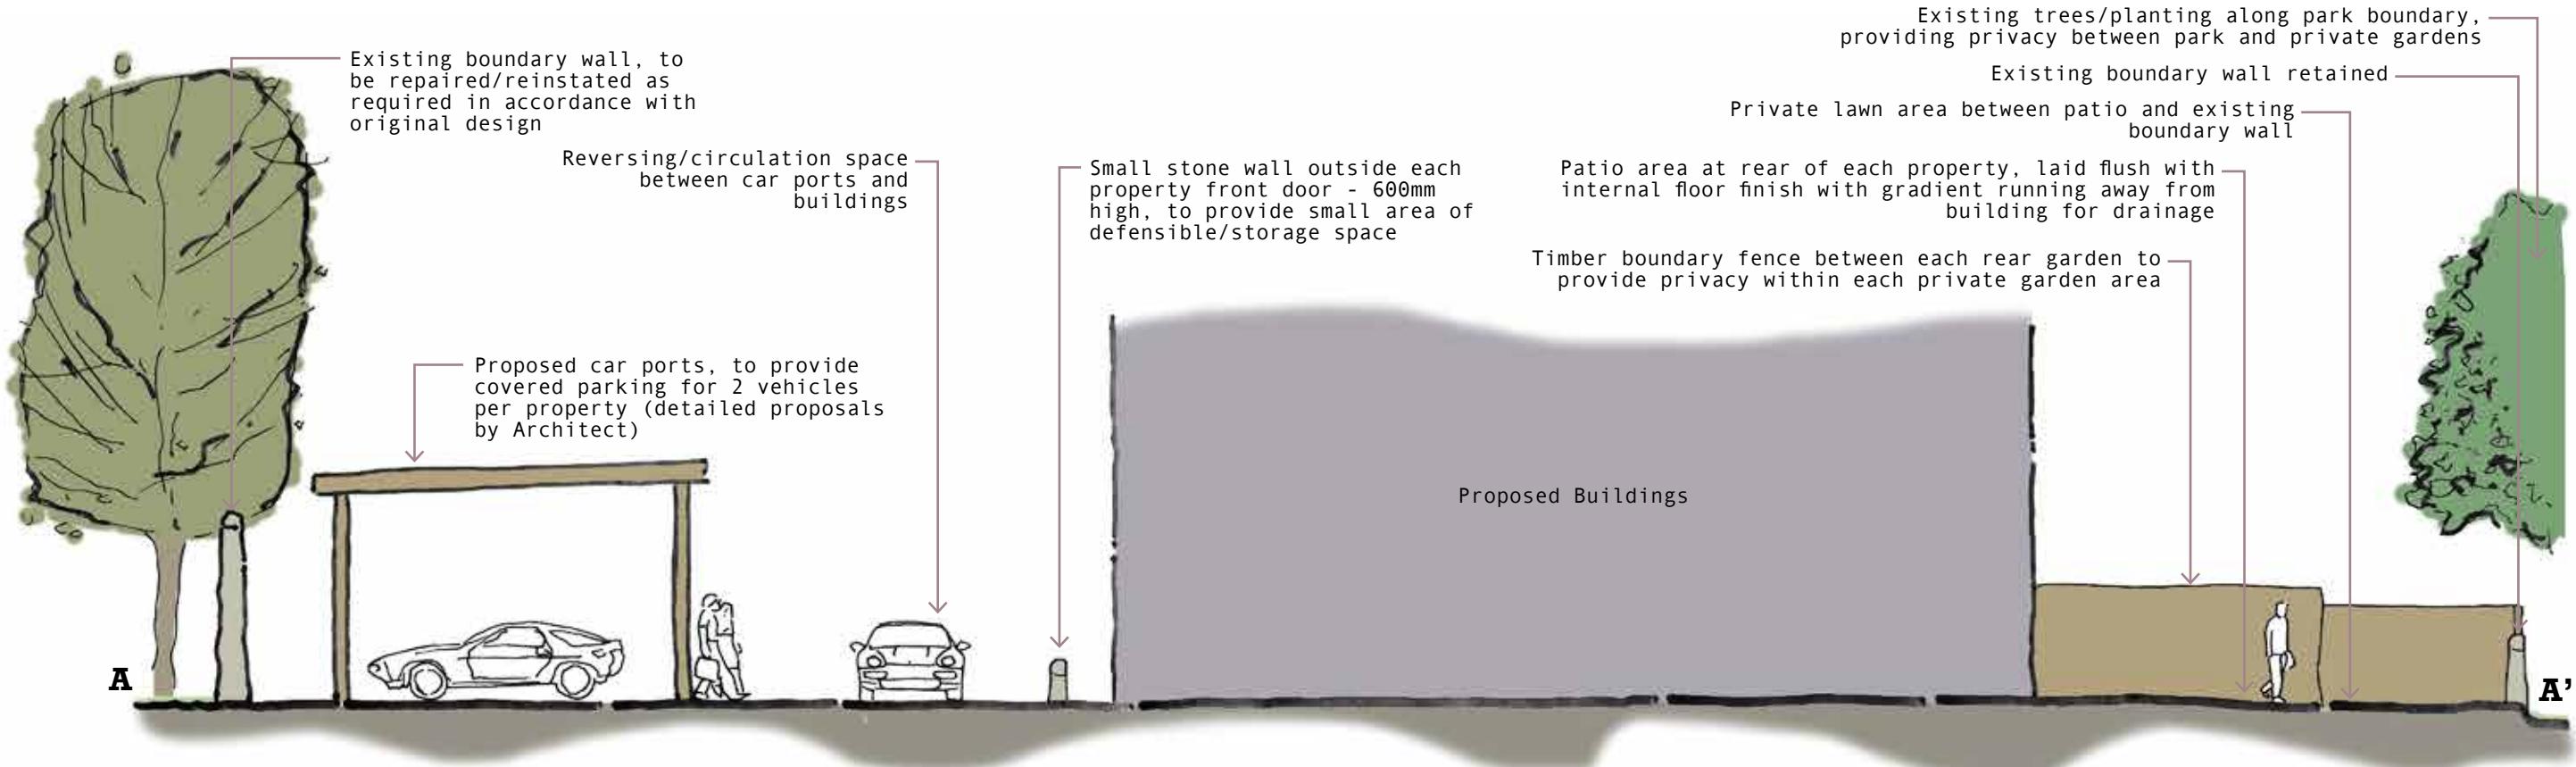 Existing boundary wall, to
be repaired/reinstated as
required in accordance with
original design
Reversing/circulation space
between car ports and
buildings
Proposed car ports, to provide
covered parking for 2 vehicles
per property (detailed proposals
by Architect)
Small stone wall outside each
property front door - 600mm
high, to provide small area of
defensible/storage space
Existing trees/planting along park boundary,
providing privacy between park and private gardens
Existing boundary wall retained
Private lawn area between patio and existing
boundary wall
Patio area at rear of each property, laid flush with
internal floor finish with gradient running away from
building for drainage
Timber boundary fence between each rear garden to
provide privacy within each private garden area
Proposed Buildings
A
A'